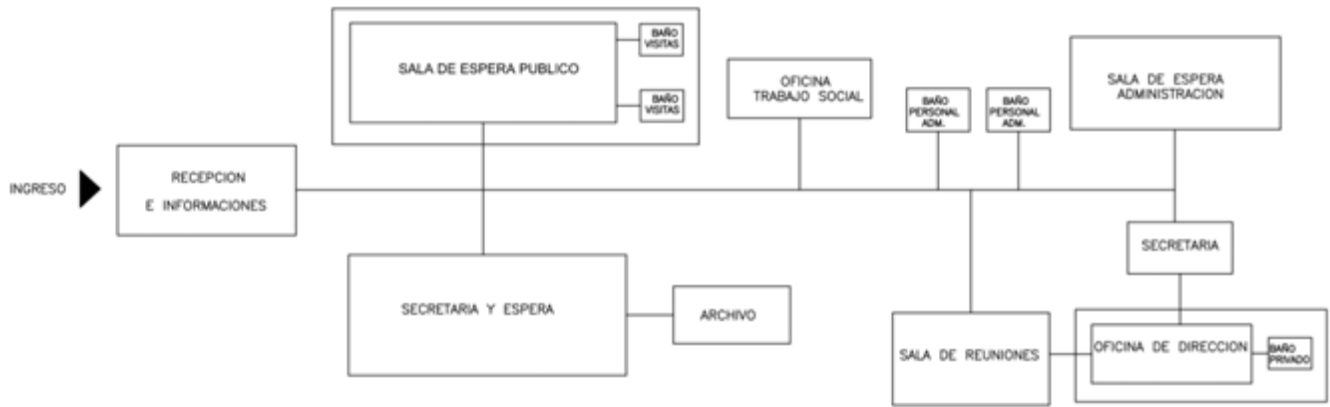 INGRESO
RECEPCION
E INFORMACIONES
SALA DE ESPERA PUBLICO
BAÑO
VISITAS
BAÑO
VISITAS
SECRETARIA Y ESPERA
ARCHIVO
OFICINA
TRABAJO SOCIAL
BAÑO
PERSONAL
ADM.
BAÑO
PERSONAL
ADM.
SALA DE ESPERA
ADMINISTRACION
SECRETARIA
SALA DE REUNIONES
OFICINA DE DIRECCION
BAÑO
PRIVADO